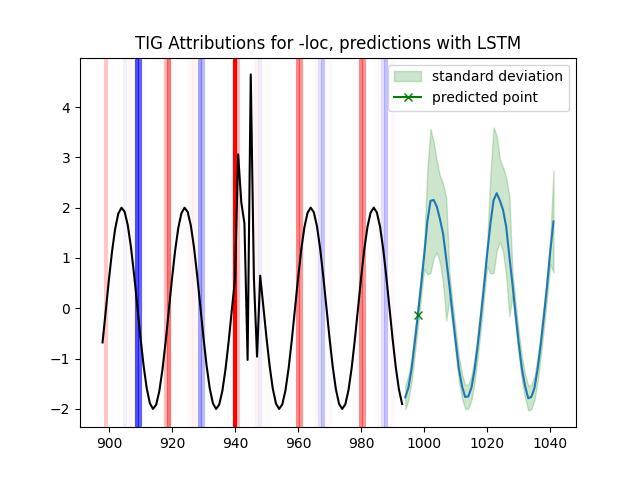 TIG Attributions for -loc, predictions with LSTM
standard deviation
predicted point
4
3
2
1
0
−1
−2
900 920 940 960 980 1000 1020 1040